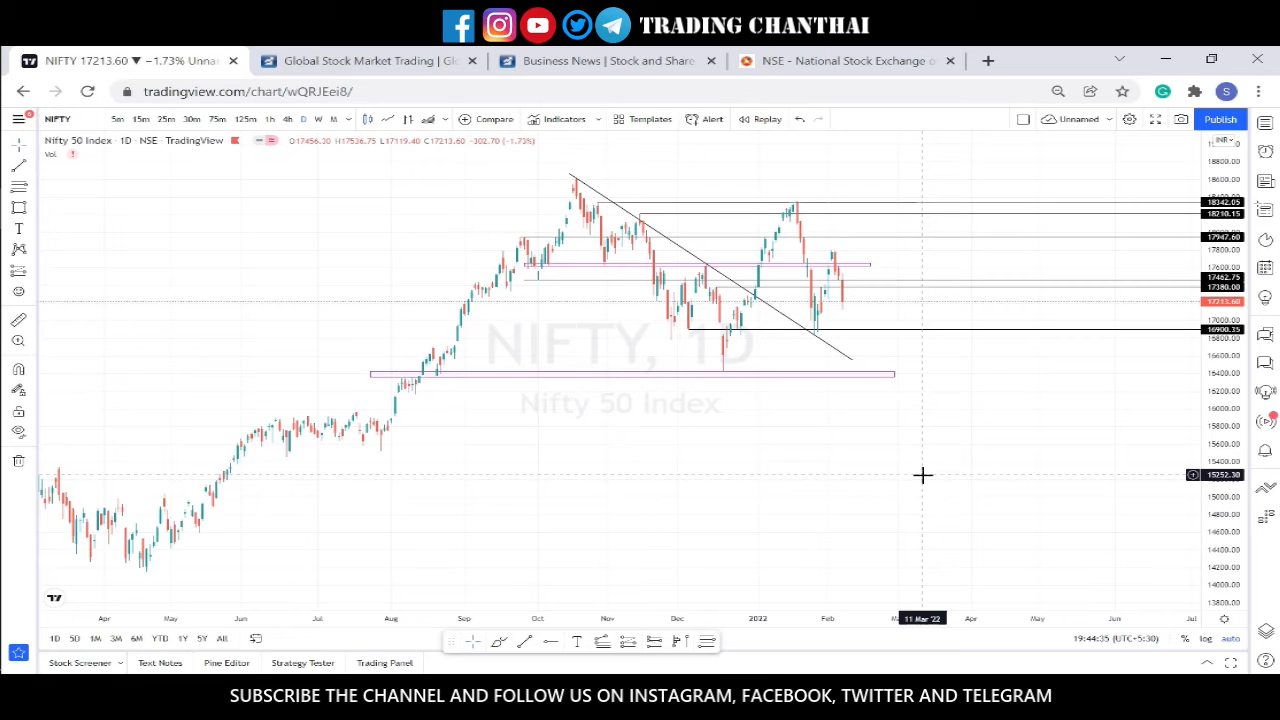 TRADING CHANTHAI
NIFTY 17213.60 ▼ −1.73% Unna
Global Stock Market Trading | Gl
Business News | Stock and Share
NSE - National Stock Exchange o
tradingview.com/chart/wQRJEei8/
NIFTY 5m 15m 25m 30m 75m 125m 1h 4h D W M Compare Indicators Templates Alert Replay Unnamed Publish
Nifty 50 Index · 1D · NSE · TradingView O17456.30 H17536.75 L17119.40 C17213.60 −302.70 (−1.73%)
Vol.
INR
18800.00
18600.00
18342.05
18210.15
17947.60
17800.00
17600.00
17462.75
17380.00
17213.60
17000.00
16900.35
16800.00
16600.00
16400.00
16200.00
16000.00
15800.00
15600.00
15400.00
15252.30
15000.00
14800.00
14600.00
14400.00
14200.00
14000.00
13800.00
NIFTY, 1D
Nifty 50 Index
Apr May Jun Jul Aug Sep Oct Nov Dec 2022 Feb 11 Mar '22 Apr May Jun Jul
1D 5D 1M 3M 6M YTD 1Y 5Y All
19:44:35 (UTC+5:30) % log auto
Stock Screener Text Notes Pine Editor Strategy Tester Trading Panel
SUBSCRIBE THE CHANNEL AND FOLLOW US ON INSTAGRAM, FACEBOOK, TWITTER AND TELEGRAM